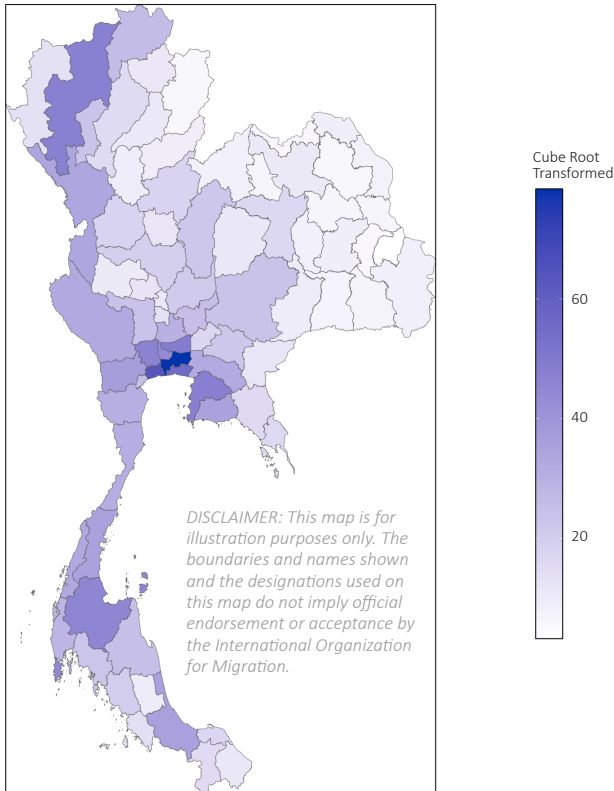 Cube Root
Transformed
60
40
20
DISCLAIMER: This map is for
illustration purposes only. The
boundaries and names shown
and the designations used on
this map do not imply official
endorsement or acceptance by
the International Organization
for Migration.